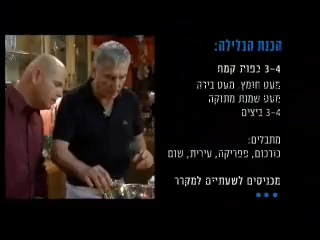 הכנת הבלילה:
3-4 כפות קמח
מעט חומץ, מעט בירה
מעט שמנת מתוקה
3-4 ביצים
מתבלים:
כורכום, פפריקה, עירית, שום
מכניסים לשעתיים למקרר